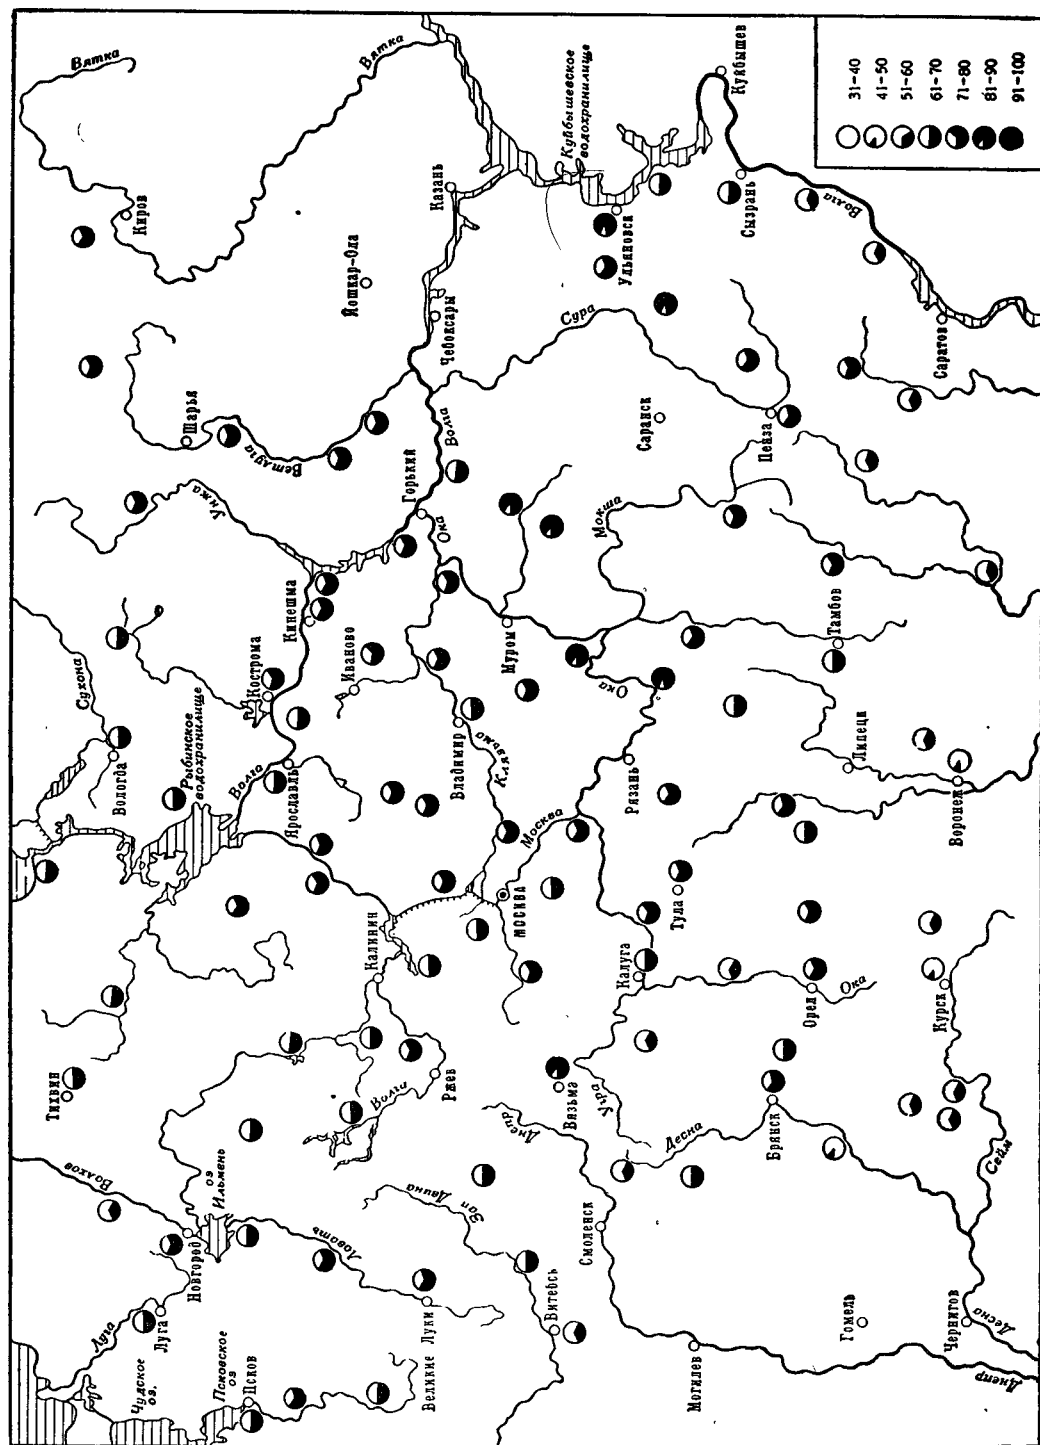 Вятка
Киров
Вятка
Куйбышевское
водохранилище
Куйбышев
31-40
41-50
51-60
61-70
71-80
81-90
91-100
Казань
Йошкар-Ола
Чебоксары
Ульяновск
Сызрань
Волга
Саратов
Сура
Шарья
Ветлуга
Волга
Саранск
Пенза
Унжа
Горький
Ока
Мокша
Кинешма
Муром
Тамбов
Сухона
Кострома
Иваново
Ока
Вологда
Рыбинское
водохранилище
Волга
Ярославль
Владимир
Клязьма
Рязань
Липецк
Воронеж
Москва
МОСКВА
Тула
Калинин
Калуга
Орел
Ока
Курск
Тихвин
Волга
Ржев
Вязьма
Угра
Днепр
Десна
Брянск
Сейм
Волхов
оз
Ильмень
Новгород
Ловать
Зап
Двина
Смоленск
Луга
Луга
Чудское
оз.
Псковское
оз
Псков
Великие Луки
Витебсь
Могилев
Гомель
Чернигов
Десна
Днепр